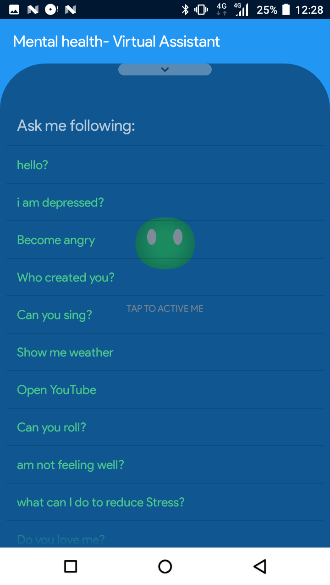 4G 4G 25% 12:28
Mental health- Virtual Assistant
Ask me following:
hello?
i am depressed?
Become angry
Who created you?
TAP TO ACTIVE ME
Can you sing?
Show me weather
Open YouTube
Can you roll?
am not feeling well?
what can I do to reduce Stress?
Do you love me?